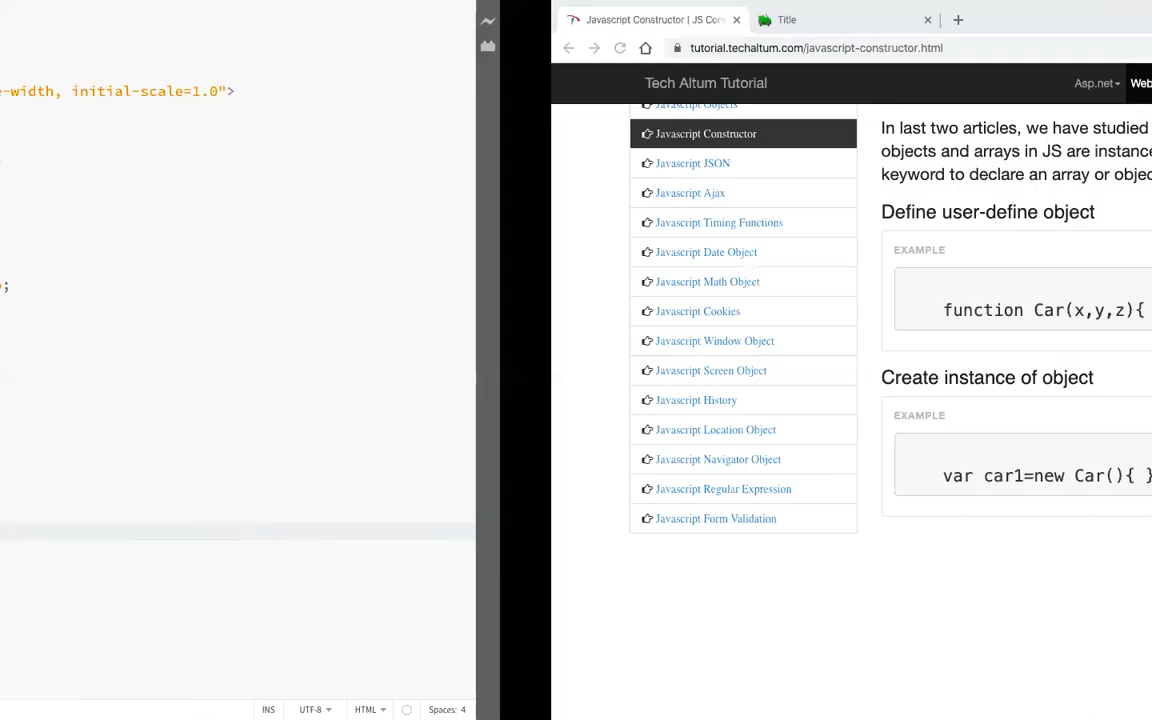 e-width, initial-scale=1.0">
;
INS
UTF-8
HTML
Spaces: 4
Javascript Constructor | JS Con
Title
tutorial.techaltum.com/javascript-constructor.html
Tech Altum Tutorial
Asp.net
Web
Javascript Objects
Javascript Constructor
Javascript JSON
Javascript Ajax
Javascript Timing Functions
Javascript Date Object
Javascript Math Object
Javascript Cookies
Javascript Window Object
Javascript Screen Object
Javascript History
Javascript Location Object
Javascript Navigator Object
Javascript Regular Expression
Javascript Form Validation
In last two articles, we have studied
objects and arrays in JS are instance
keyword to declare an array or objec
Define user-define object
EXAMPLE
function Car(x,y,z){
Create instance of object
EXAMPLE
var car1=new Car(){ }